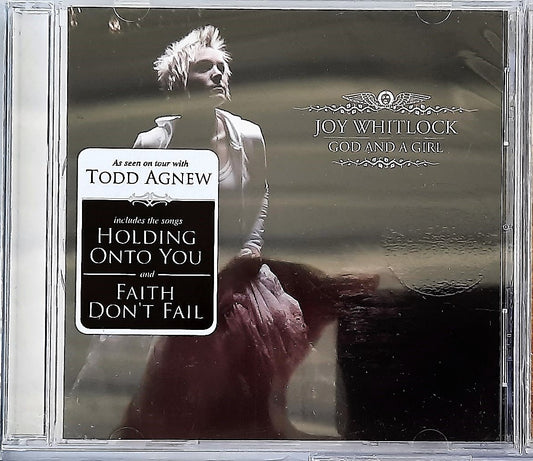 JOY WHITLOCK
GOD AND A GIRL
As seen on tour with
TODD AGNEW
includes the songs
HOLDING
ONTO YOU
and
FAITH
DON'T FAIL